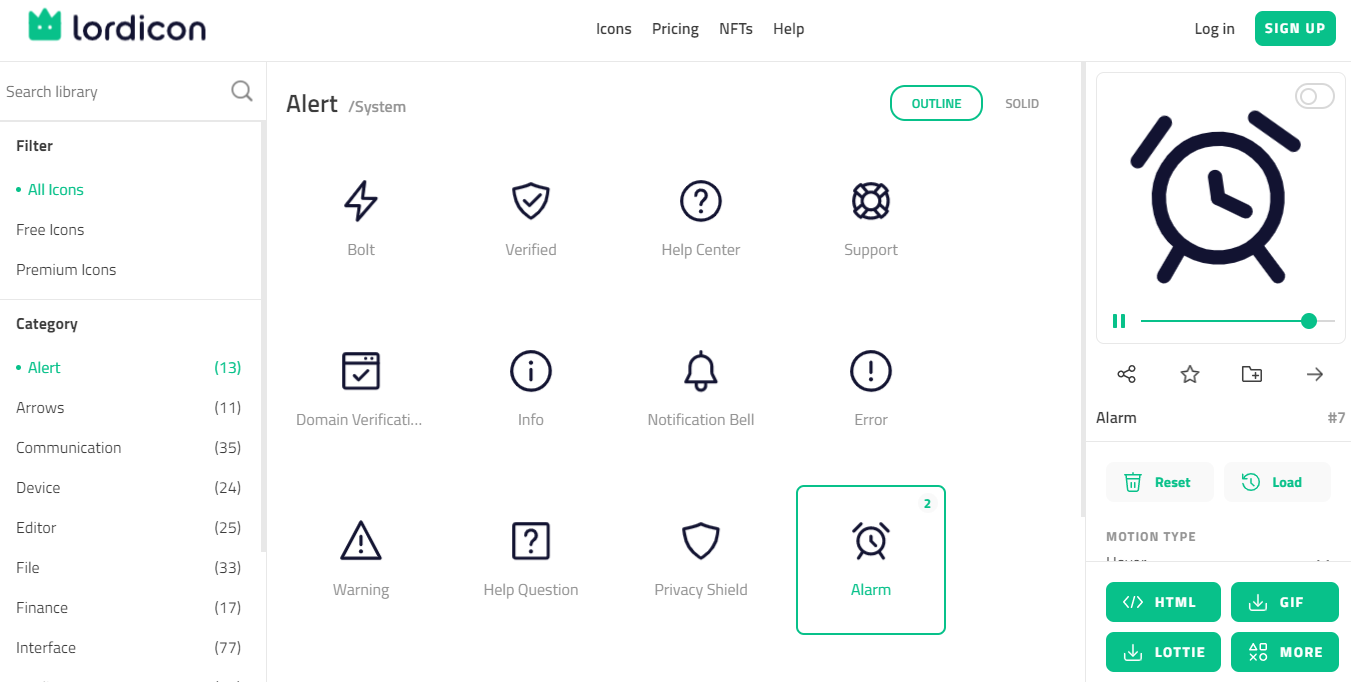 lordicon
Icons Pricing NFTs Help
Log in SIGN UP
Search library
Filter
All Icons
Free Icons
Premium Icons
Category
Alert (13)
Arrows (11)
Communication (35)
Device (24)
Editor (25)
File (33)
Finance (17)
Interface (77)
Alert /System
OUTLINE SOLID
Bolt Verified Help Center Support
Domain Verificati... Info Notification Bell Error
2
Warning Help Question Privacy Shield Alarm
Alarm #7
Reset Load
MOTION TYPE
HTML GIF
LOTTIE MORE